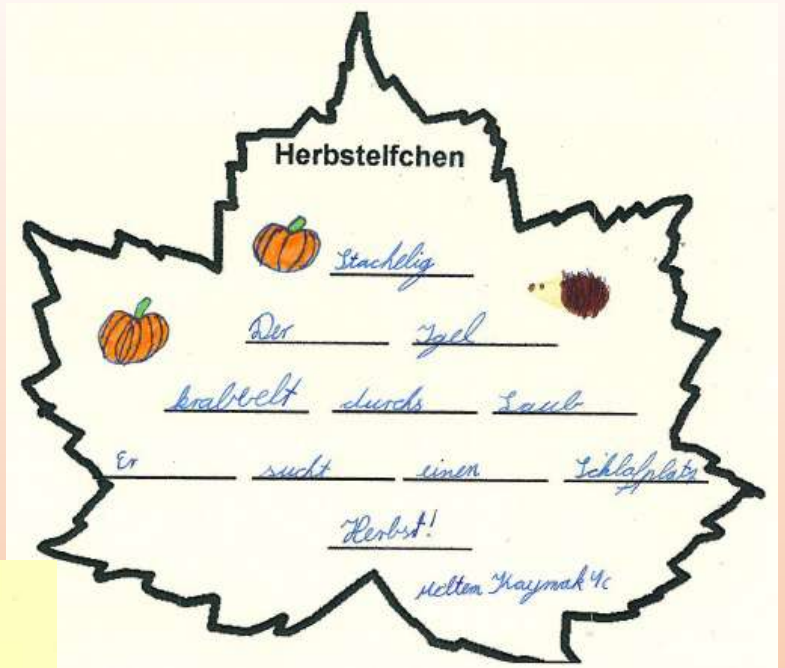 Herbstelfchen
Stachelig
Der Igel
krabbelt durchs Laub
Er sucht einen Schlafplatz
Herbst!
Meltem Kaymak 4c